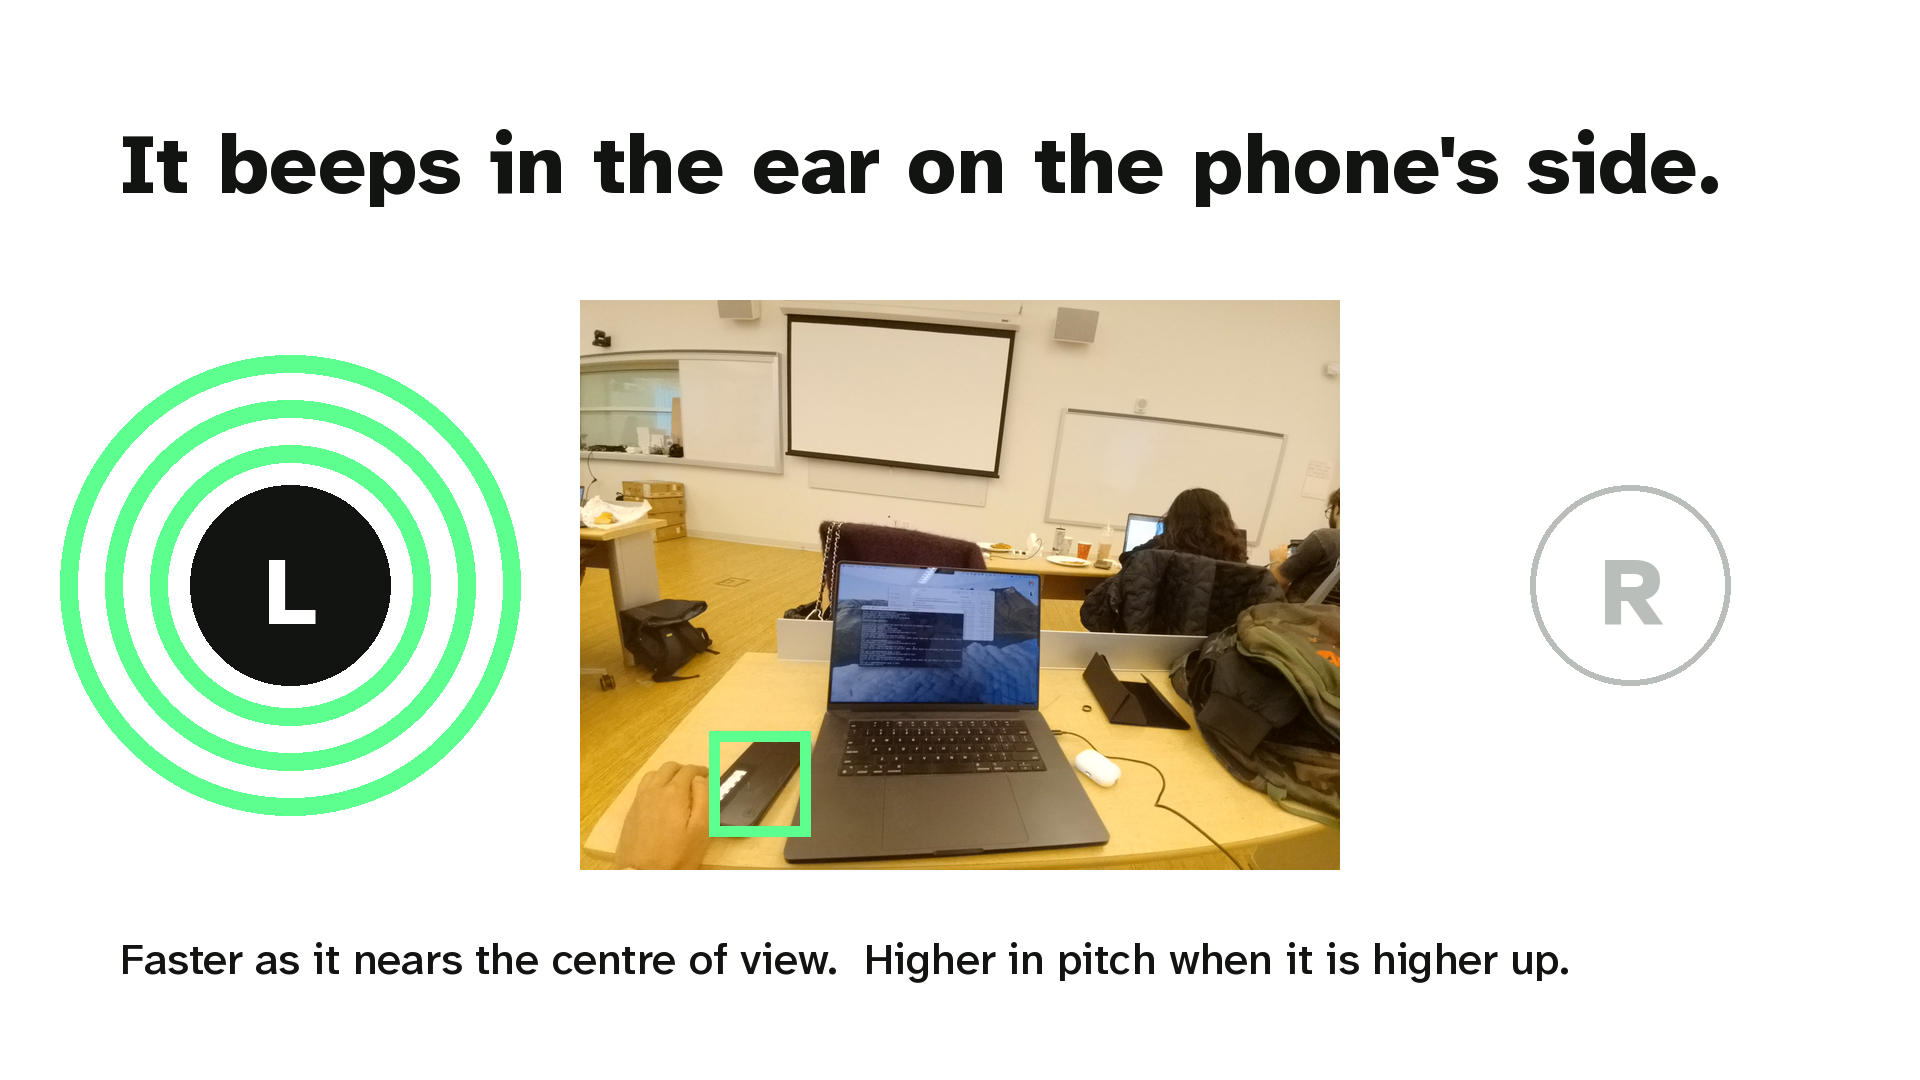 It beeps in the ear on the phone's side.
L
R
Faster as it nears the centre of view. Higher in pitch when it is higher up.